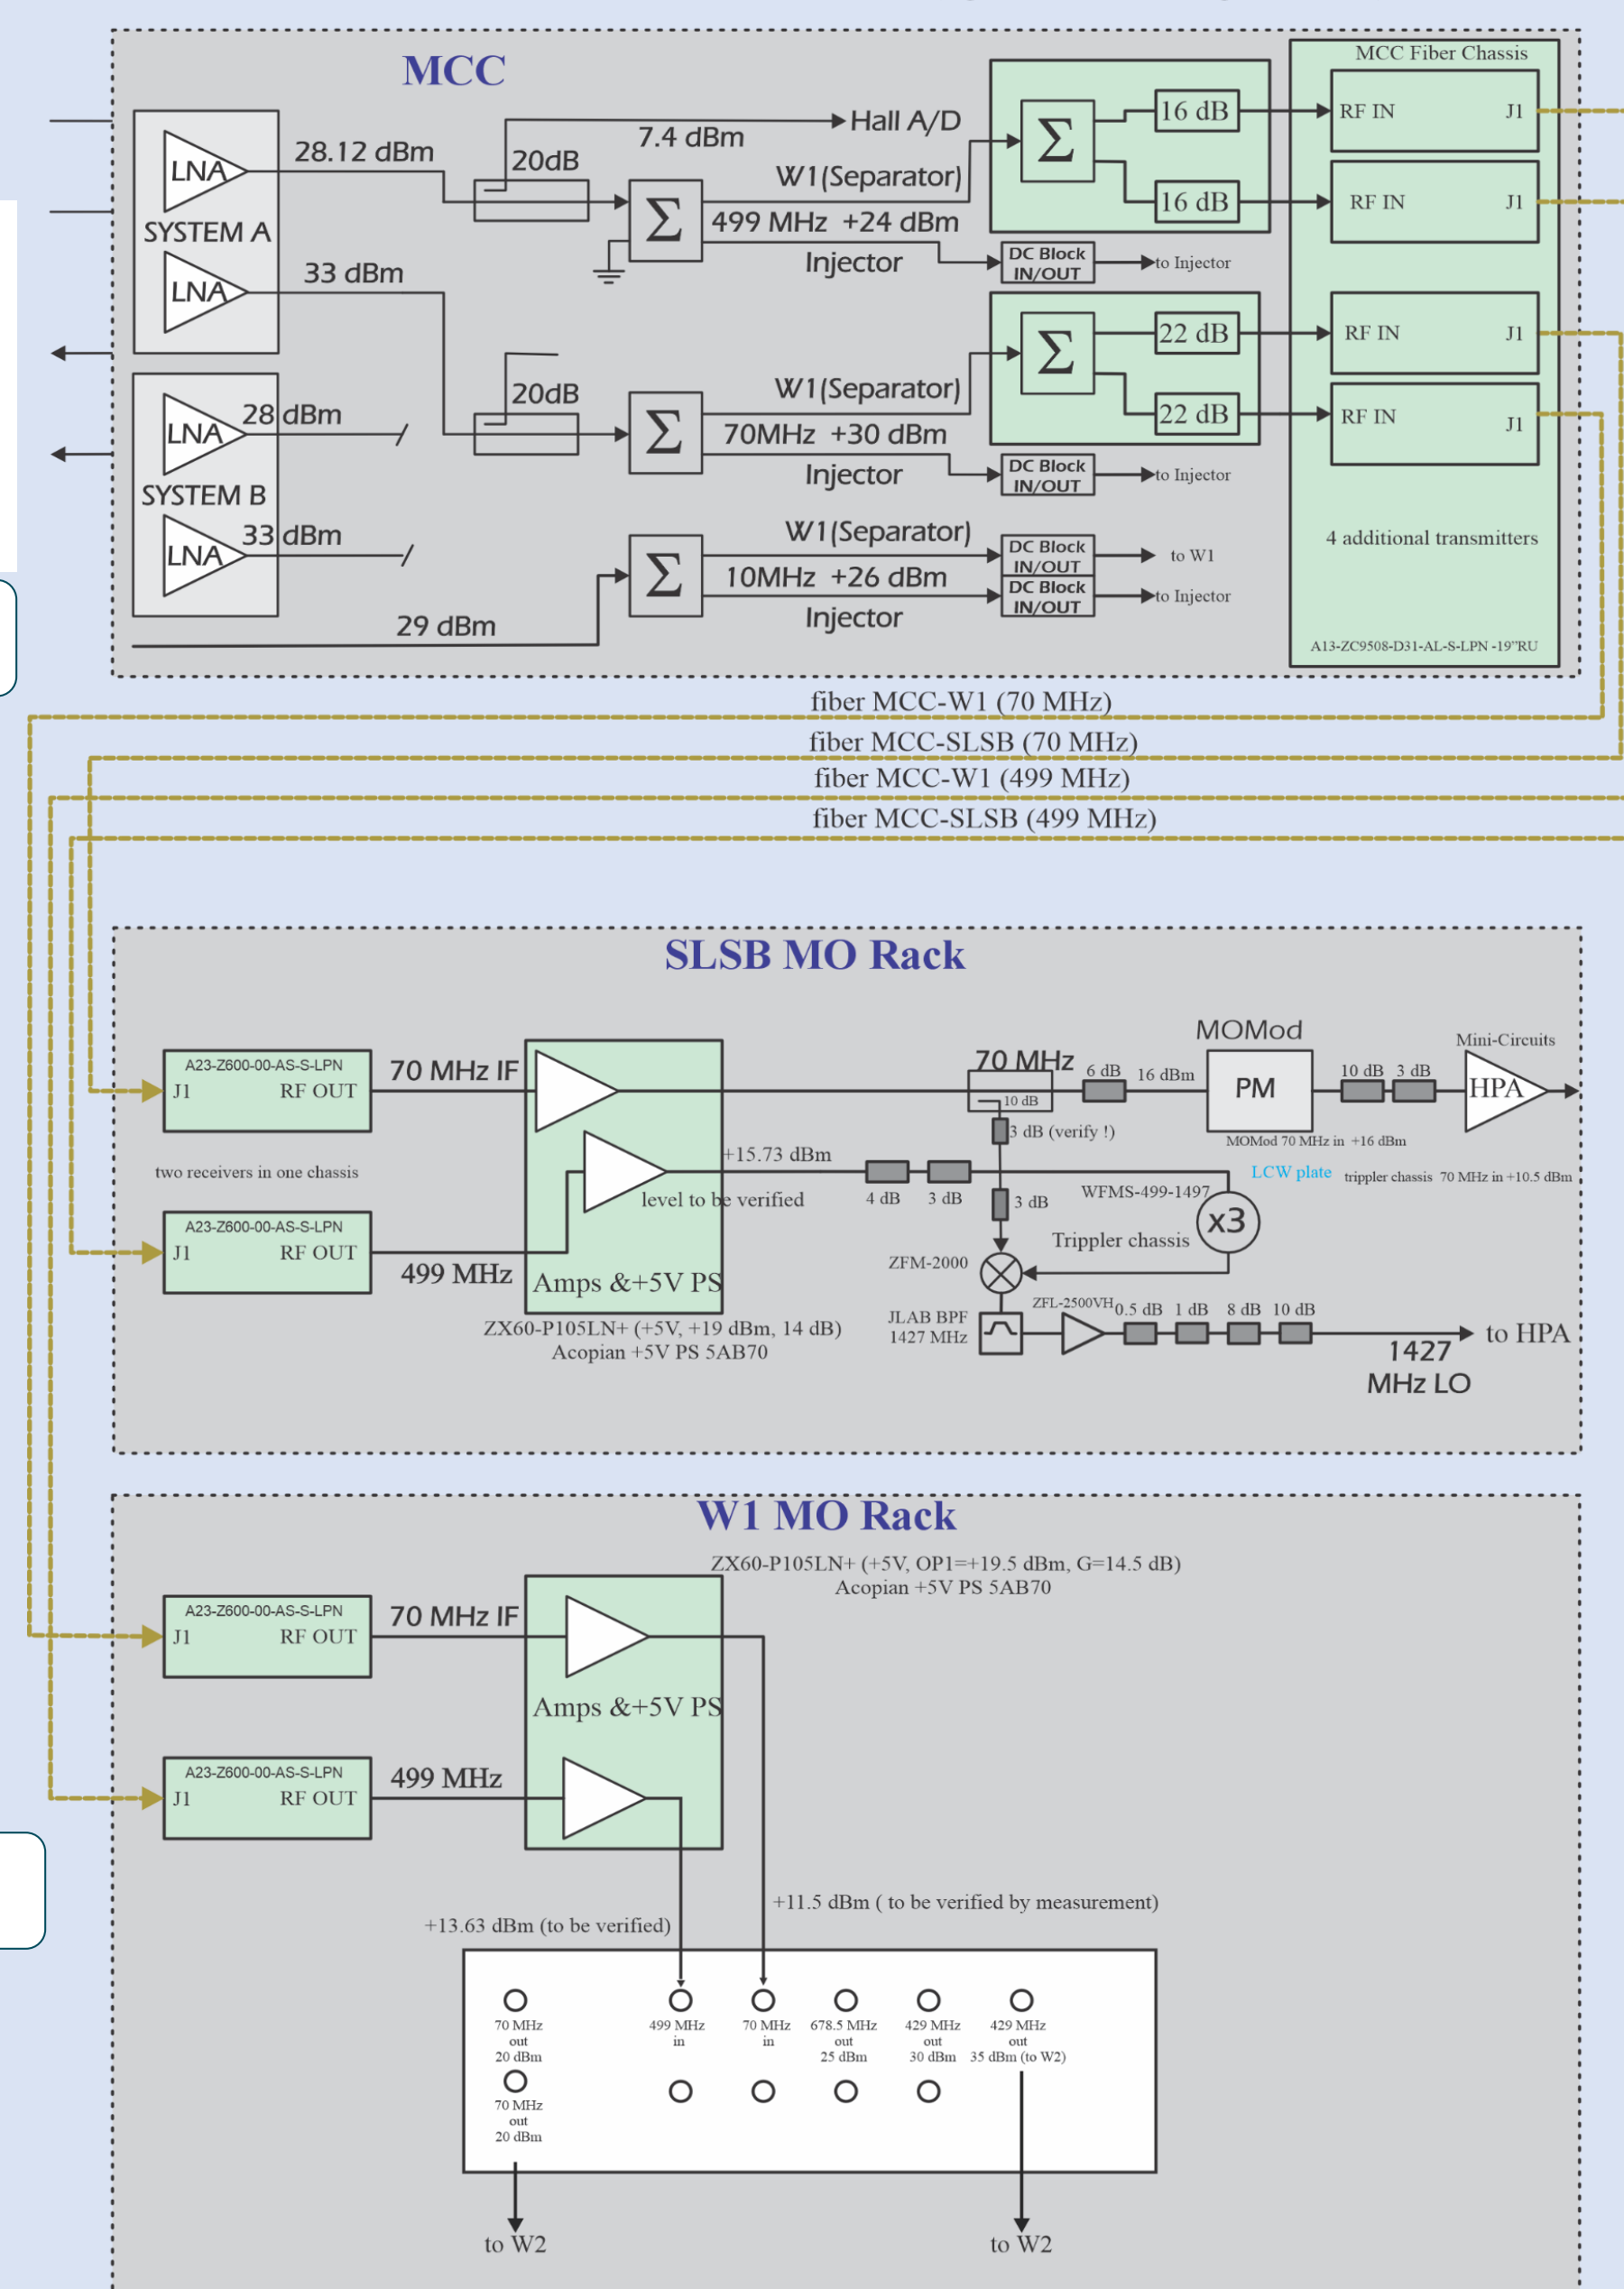 MCC
MCC Fiber Chassis
LNA
28.12 dBm
20dB
7.4 dBm
Hall A/D
W1(Separator)
499 MHz +24 dBm
Injector
Σ
Σ
16 dB
16 dB
RF IN
J1
RF IN
J1
DC Block
IN/OUT
to Injector
SYSTEM A
LNA
33 dBm
20dB
Σ
W1(Separator)
70MHz +30 dBm
Injector
Σ
22 dB
22 dB
RF IN
J1
RF IN
J1
DC Block
IN/OUT
to Injector
LNA
28 dBm
SYSTEM B
LNA
33 dBm
29 dBm
Σ
W1(Separator)
10MHz +26 dBm
Injector
DC Block
IN/OUT
to W1
DC Block
IN/OUT
to Injector
4 additional transmitters
A13-ZC9508-D31-AL-S-LPN -19”RU
fiber MCC-W1 (70 MHz)
fiber MCC-SLSB (70 MHz)
fiber MCC-W1 (499 MHz)
fiber MCC-SLSB (499 MHz)
SLSB MO Rack
A23-Z600-00-AS-S-LPN
J1
RF OUT
70 MHz IF
70 MHz
10 dB
6 dB
16 dBm
MOMod
PM
10 dB
3 dB
Mini-Circuits
HPA
MOMod 70 MHz in +16 dBm
3 dB (verify !)
two receivers in one chassis
+15.73 dBm
level to be verified
4 dB
3 dB
3 dB
WFMS-499-1497
LCW plate
trippler chassis 70 MHz in +10.5 dBm
x3
Trippler chassis
A23-Z600-00-AS-S-LPN
J1
RF OUT
499 MHz
Amps &+5V PS
ZX60-P105LN+ (+5V, +19 dBm, 14 dB)
Acopian +5V PS 5AB70
ZFM-2000
JLAB BPF
1427 MHz
ZFL-2500VH
0.5 dB
1 dB
8 dB
10 dB
to HPA
1427
MHz LO
W1 MO Rack
ZX60-P105LN+ (+5V, OP1=+19.5 dBm, G=14.5 dB)
Acopian +5V PS 5AB70
A23-Z600-00-AS-S-LPN
J1
RF OUT
70 MHz IF
Amps &+5V PS
A23-Z600-00-AS-S-LPN
J1
RF OUT
499 MHz
+11.5 dBm ( to be verified by measurement)
+13.63 dBm (to be verified)
70 MHz
out
20 dBm
499 MHz
in
70 MHz
in
678.5 MHz
out
25 dBm
429 MHz
out
30 dBm
429 MHz
out
35 dBm (to W2)
70 MHz
out
20 dBm
to W2
to W2